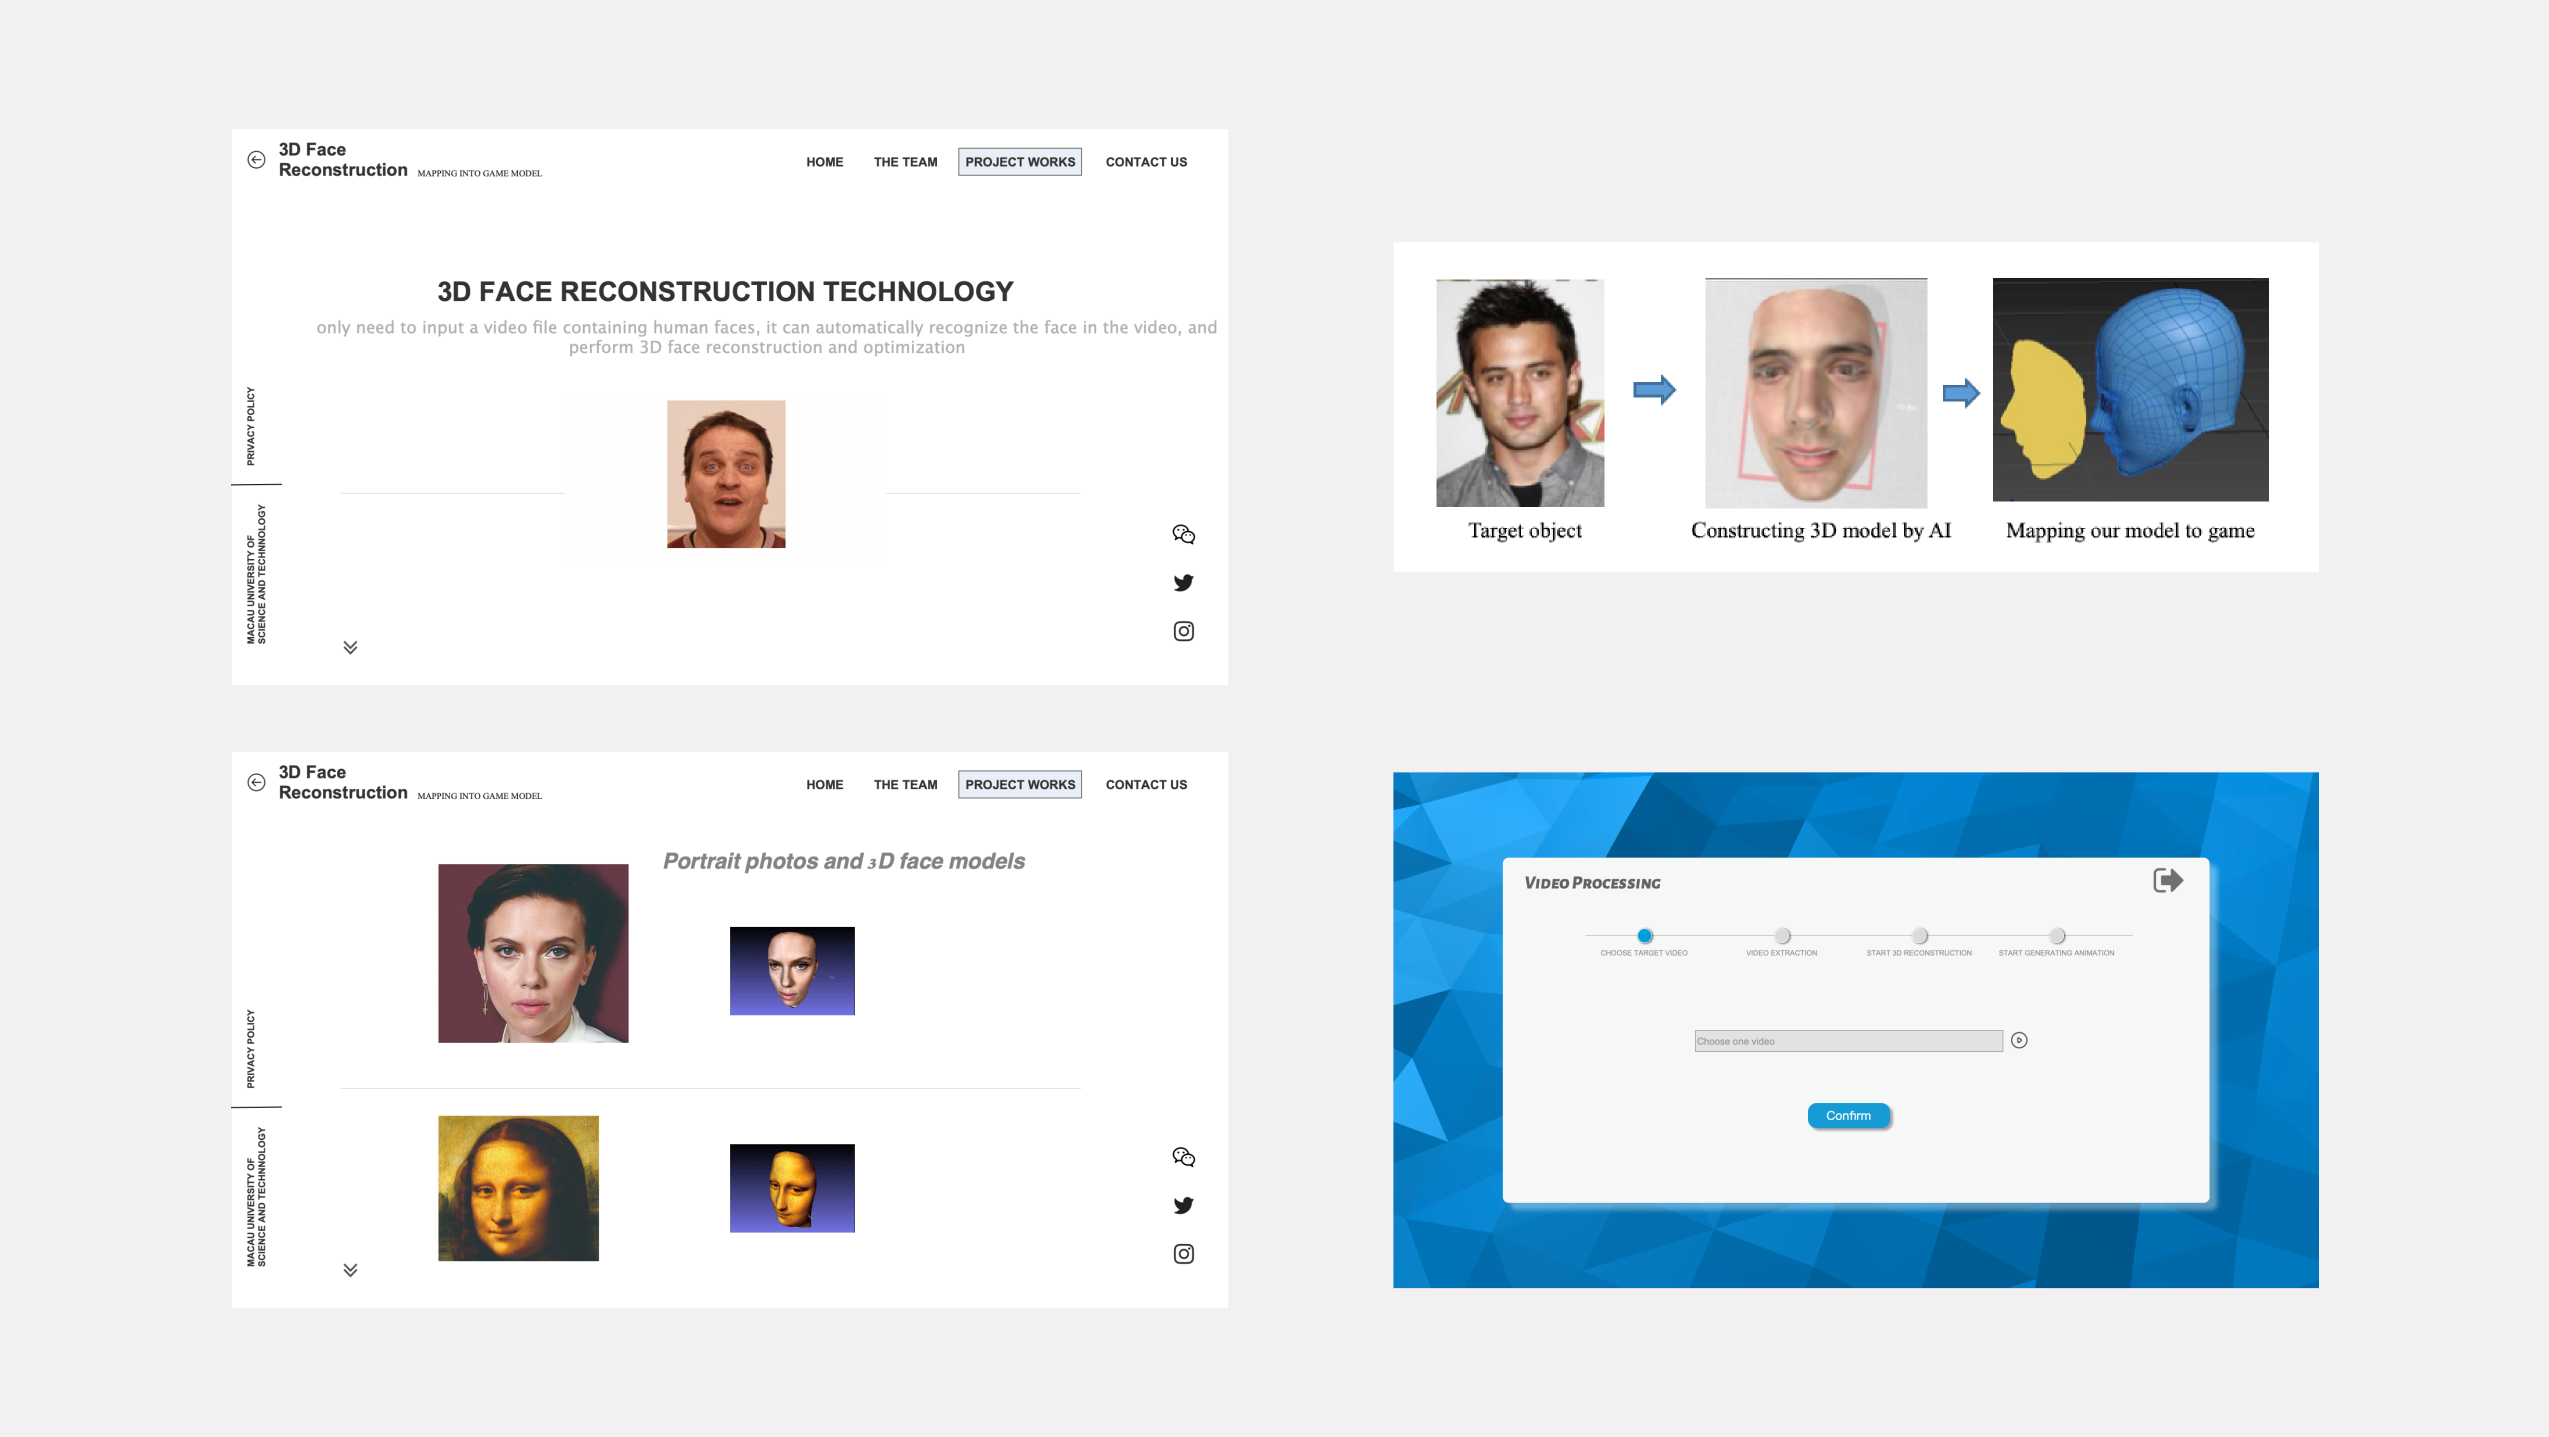 3D Face
Reconstruction MAPPING INTO GAME MODEL
HOME THE TEAM PROJECT WORKS CONTACT US
3D FACE RECONSTRUCTION TECHNOLOGY
only need to input a video file containing human faces, it can automatically recognize the face in the video, and
perform 3D face reconstruction and optimization
PRIVACY POLICY
MACAU UNIVERSITY OF
SCIENCE AND TECHNNOLOGY
Target object
Constructing 3D model by AI
Mapping our model to game
3D Face
Reconstruction MAPPING INTO GAME MODEL
HOME THE TEAM PROJECT WORKS CONTACT US
Portrait photos and 3D face models
PRIVACY POLICY
MACAU UNIVERSITY OF
SCIENCE AND TECHNNOLOGY
VIDEO PROCESSING
CHOOSE TARGET VIDEO
VIDEO EXTRACTION
START 3D RECONSTRUCTION
START GENERATING ANIMATION
Choose one video
Confirm